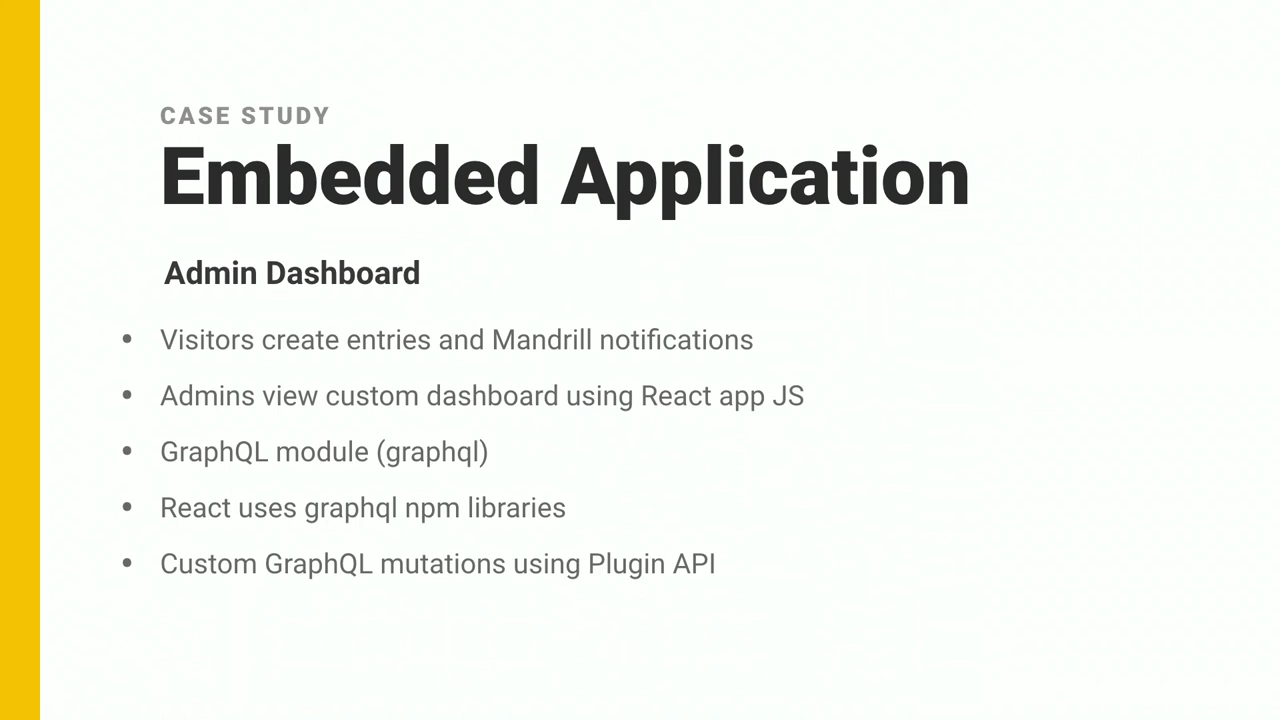 CASE STUDY
Embedded Application
Admin Dashboard
• Visitors create entries and Mandrill notifications
• Admins view custom dashboard using React app JS
• GraphQL module (graphql)
• React uses graphql npm libraries
• Custom GraphQL mutations using Plugin API